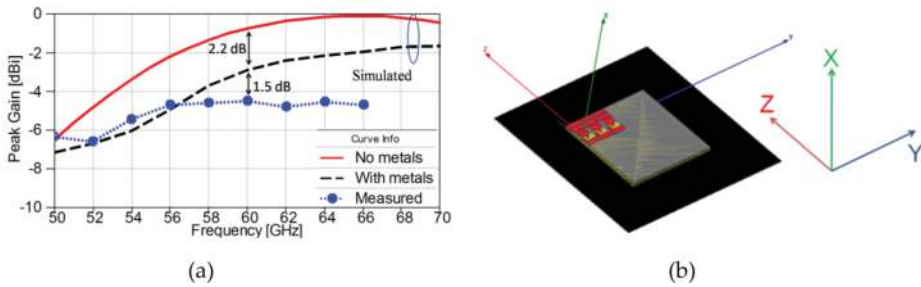 0
-2
-4
-6
-8
-10
Peak Gain [dBi]
2.2 dB
1.5 dB
Simulated
Curve Info
No metals
With metals
Measured
50 52 54 56 58 60 62 64 66 68 70
Frequency [GHz]
(a)
X
Z
Y
(b)